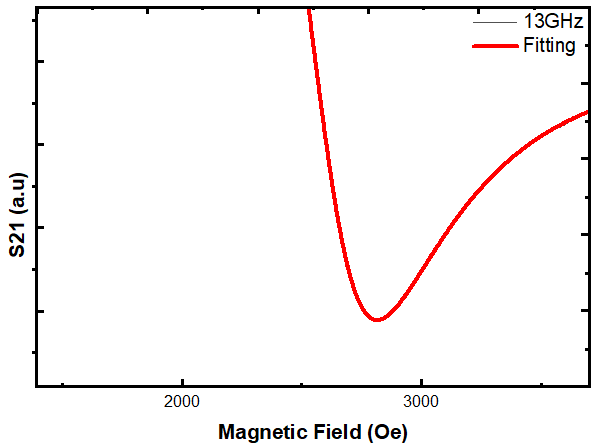 13GHz
Fitting
S21 (a.u)
2000
3000
Magnetic Field (Oe)